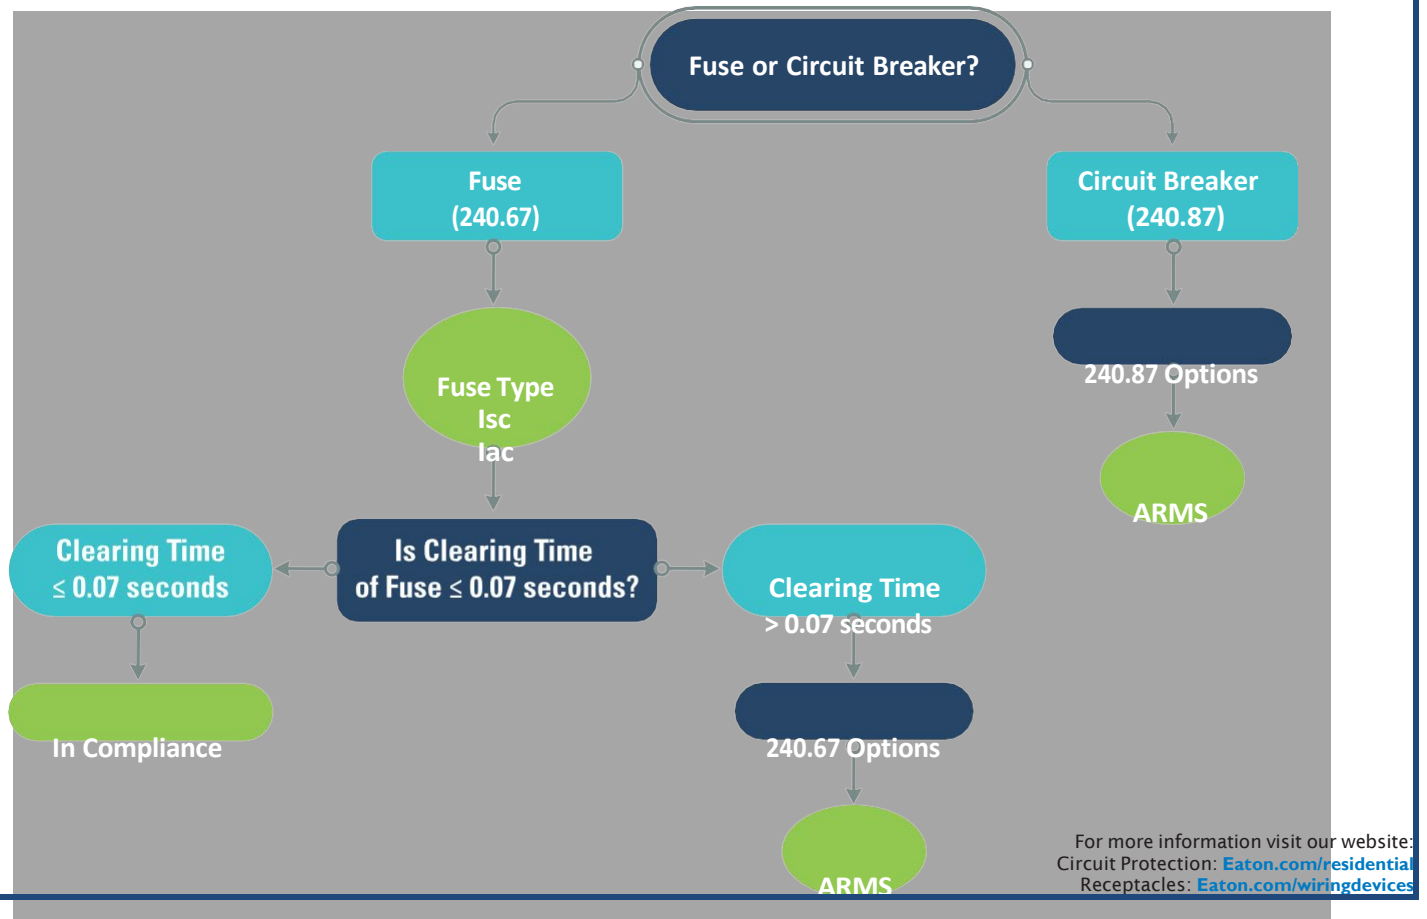 Fuse or Circuit Breaker?
Fuse
(240.67)
Circuit Breaker
(240.87)
Fuse Type
Isc
Iac
240.87 Options
ARMS
Clearing Time
≤ 0.07 seconds
Is Clearing Time
of Fuse ≤ 0.07 seconds?
Clearing Time
> 0.07 seconds
In Compliance
240.67 Options
ARMS
For more information visit our website:
Circuit Protection: Eaton.com/residential
Receptacles: Eaton.com/wiringdevices